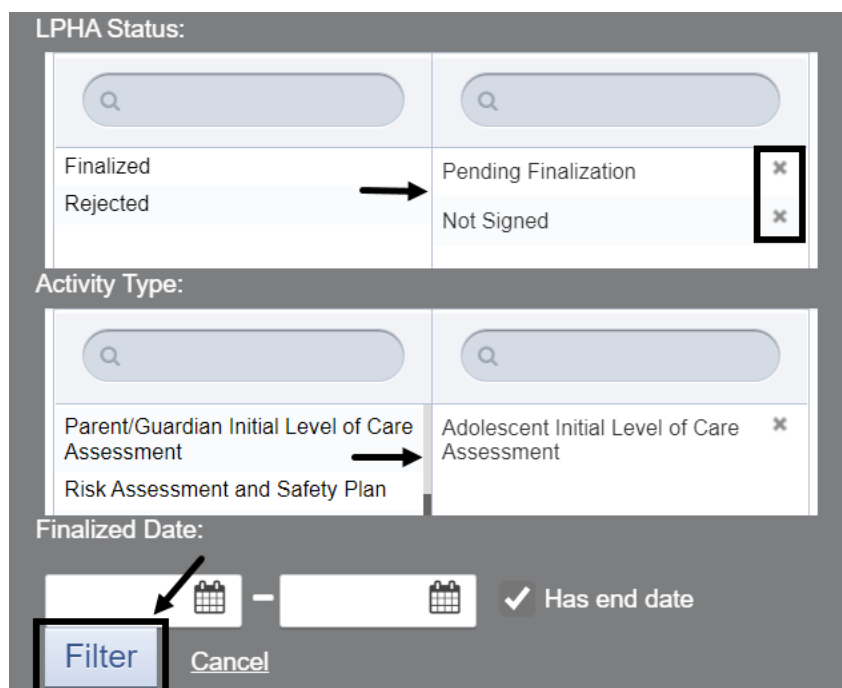 LPHA Status:
Finalized
Rejected
Pending Finalization
Not Signed
Activity Type:
Parent/Guardian Initial Level of Care
Assessment
Risk Assessment and Safety Plan
Adolescent Initial Level of Care
Assessment
Finalized Date:
Has end date
Filter
Cancel